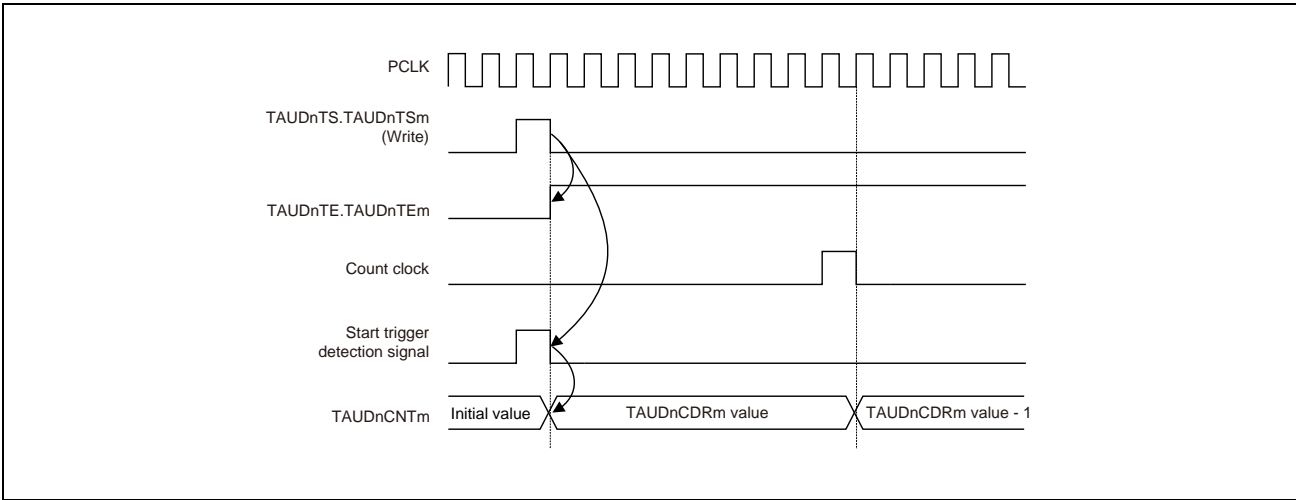 PCLK
TAUDnTS.TAUDnTSm
(Write)
TAUDnTE.TAUDnTEm
Count clock
Start trigger
detection signal
TAUDnCNTm
Initial value
TAUDnCDRm value
TAUDnCDRm value - 1